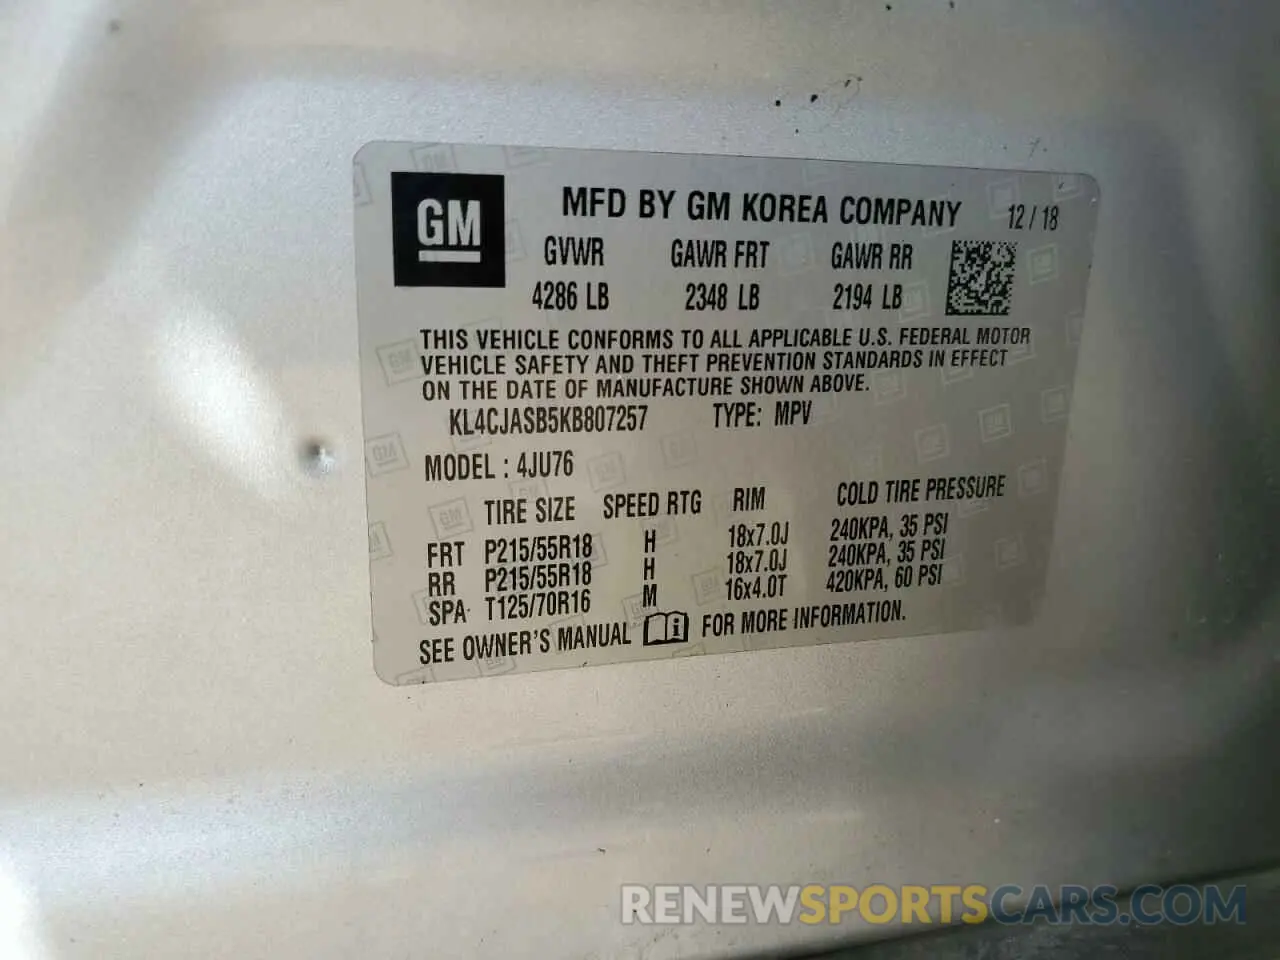 GM
MFD BY GM KOREA COMPANY 12 / 18
GVWR GAWR FRT GAWR RR
4286 LB 2348 LB 2194 LB
THIS VEHICLE CONFORMS TO ALL APPLICABLE U.S. FEDERAL MOTOR
VEHICLE SAFETY AND THEFT PREVENTION STANDARDS IN EFFECT
ON THE DATE OF MANUFACTURE SHOWN ABOVE.
KL4CJASB5KB807257 TYPE: MPV
MODEL : 4JU76
TIRE SIZE SPEED RTG RIM COLD TIRE PRESSURE
FRT P215/55R18 H 18x7.0J 240KPA, 35 PSI
RR P215/55R18 H 18x7.0J 240KPA, 35 PSI
SPA T125/70R16 M 16x4.0T 420KPA, 60 PSI
SEE OWNER'S MANUAL FOR MORE INFORMATION.
RENEWSPORTSCARS.COM